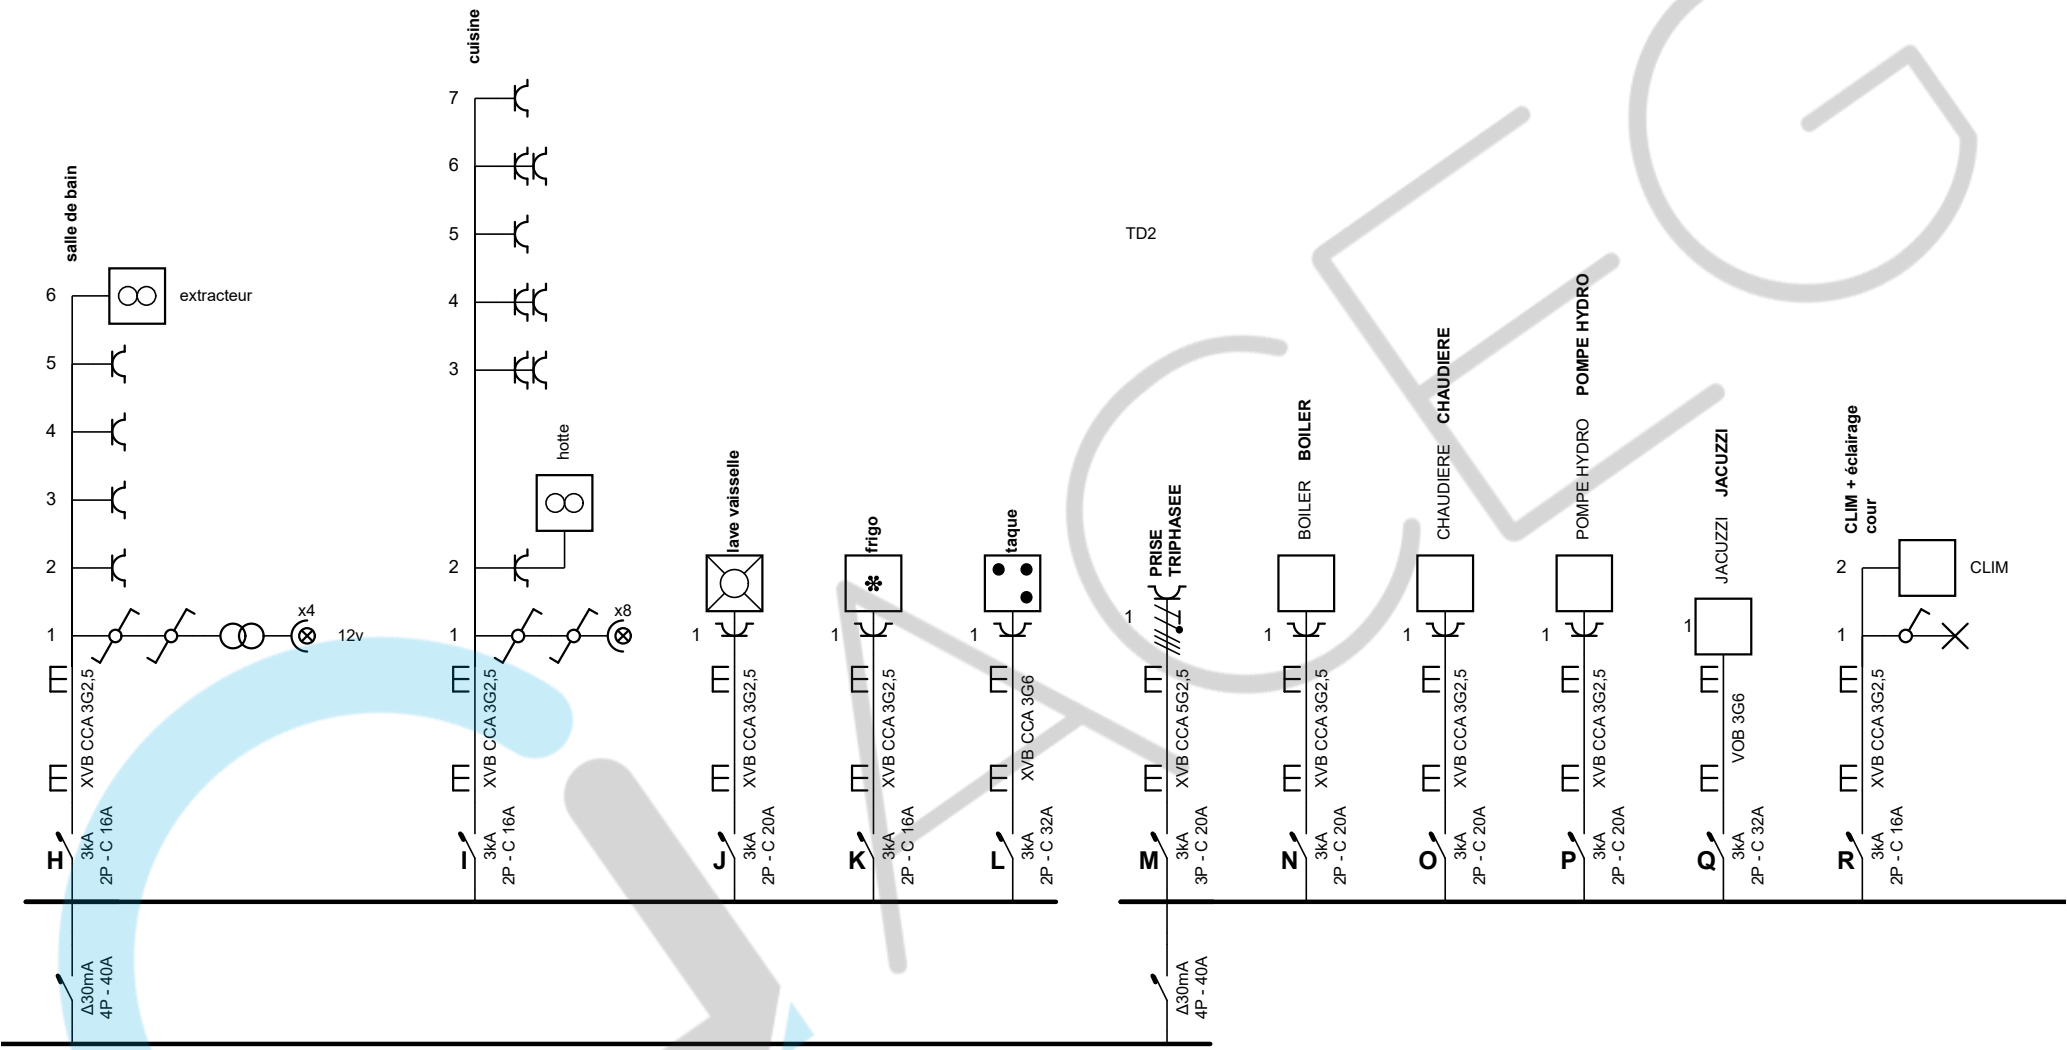 cuisine
7
6
5
4
3
hotte
2
1
x8
XVB CCA 3G2,5
I
3kA
2P - C 16A
salle de bain
6
extracteur
5
4
3
2
1
x4
12v
XVB CCA 3G2,5
H
3kA
2P - C 16A
Δ30mA
4P - 40A
lave vaisselle
1
XVB CCA 3G2,5
J
3kA
2P - C 20A
frigo
1
XVB CCA 3G2,5
K
3kA
2P - C 16A
taque
1
XVB CCA 3G6
L
3kA
2P - C 32A
TD2
PRISE
TRIPHASEE
1
XVB CCA 5G2,5
M
3kA
3P - C 20A
Δ30mA
4P - 40A
BOILER
BOILER
1
XVB CCA 3G2,5
N
3kA
2P - C 20A
CHAUDIERE
CHAUDIERE
1
XVB CCA 3G2,5
O
3kA
2P - C 20A
POMPE HYDRO
POMPE HYDRO
1
XVB CCA 3G2,5
P
3kA
2P - C 20A
JACUZZI
JACUZZI
1
VOB 3G6
Q
3kA
2P - C 32A
CLIM + éclairage
cour
2
CLIM
1
XVB CCA 3G2,5
R
3kA
2P - C 16A
ACEG